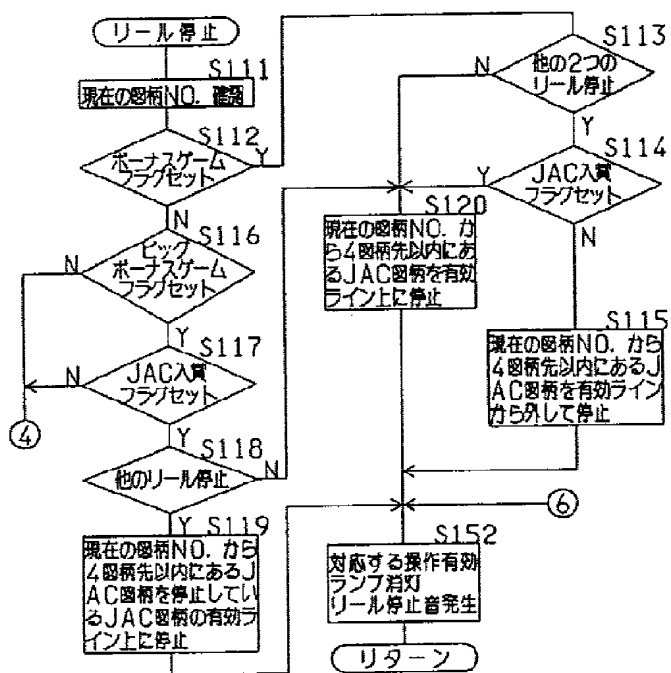 リール停止
S111
現在の図柄NO. 確認
S112
ボーナスゲーム
フラグセット
Y
N
S116
ビッグ
ボーナスゲーム
フラグセット
N
Y
S117
JAC入賞
フラグセット
N
④
Y
S118
他のリール停止
N
Y
S119
現在の図柄NO. から
4図柄先以内にあるJ
AC図柄を停止してい
るJAC図柄の有効ライ
ン上に停止
S113
他の2つの
リール停止
N
Y
S114
JAC入賞
フラグセット
Y
N
S120
現在の図柄NO. か
ら4図柄先以内にあ
るJAC図柄を有効
ライン上に停止
S115
現在の図柄NO. から
4図柄先以内にあるJ
AC図柄を有効ライン
から外して停止
⑥
S152
対応する操作有効
ランプ消灯
リール停止音発生
リターン